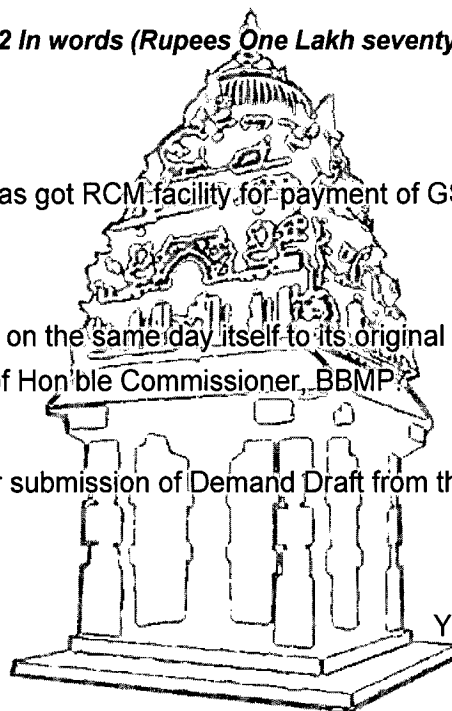 2 In words (Rupees One Lakh seventy
as got RCM facility for payment of GS
on the same day itself to its original
of Hon'ble Commissioner, BBMP.
r submission of Demand Draft from th
Y